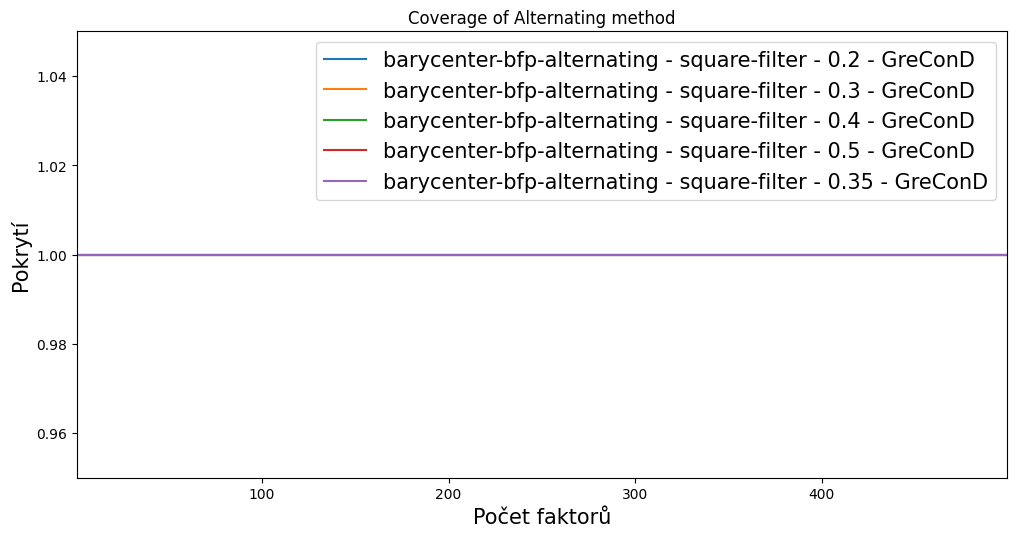 Coverage of Alternating method
barycenter-bfp-alternating - square-filter - 0.2 - GreConD
barycenter-bfp-alternating - square-filter - 0.3 - GreConD
barycenter-bfp-alternating - square-filter - 0.4 - GreConD
barycenter-bfp-alternating - square-filter - 0.5 - GreConD
barycenter-bfp-alternating - square-filter - 0.35 - GreConD
Pokrytí
1.04
1.02
1.00
0.98
0.96
100 200 300 400
Počet faktorů